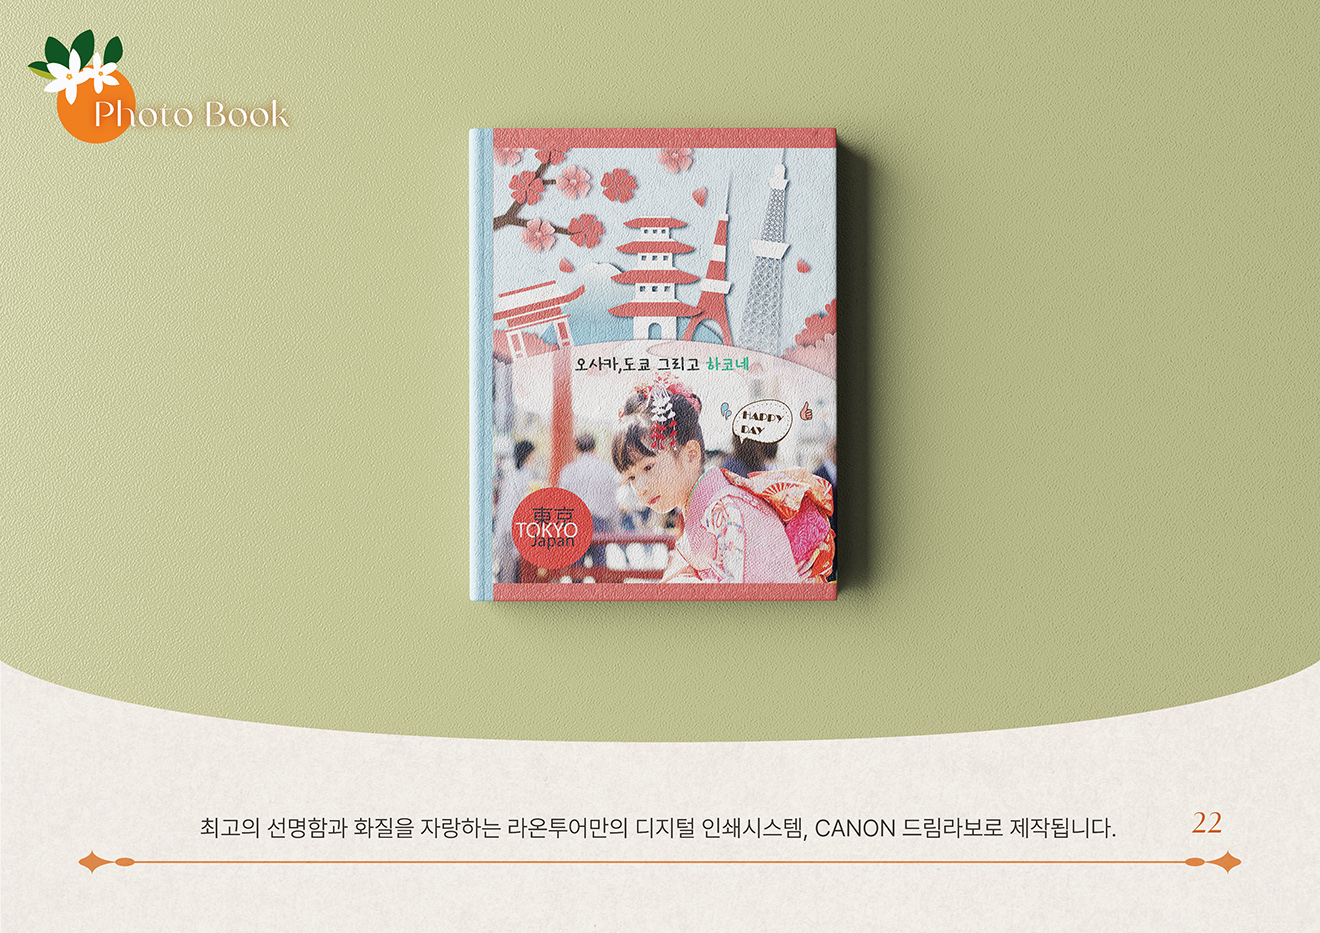 Photo Book
오사카,도쿄 그리고 하코네
HAPPY
DAY
東京
TOKYO
Japan
최고의 선명함과 화질을 자랑하는 라온투어만의 디지털 인쇄시스템, CANON 드림라보로 제작됩니다.
22